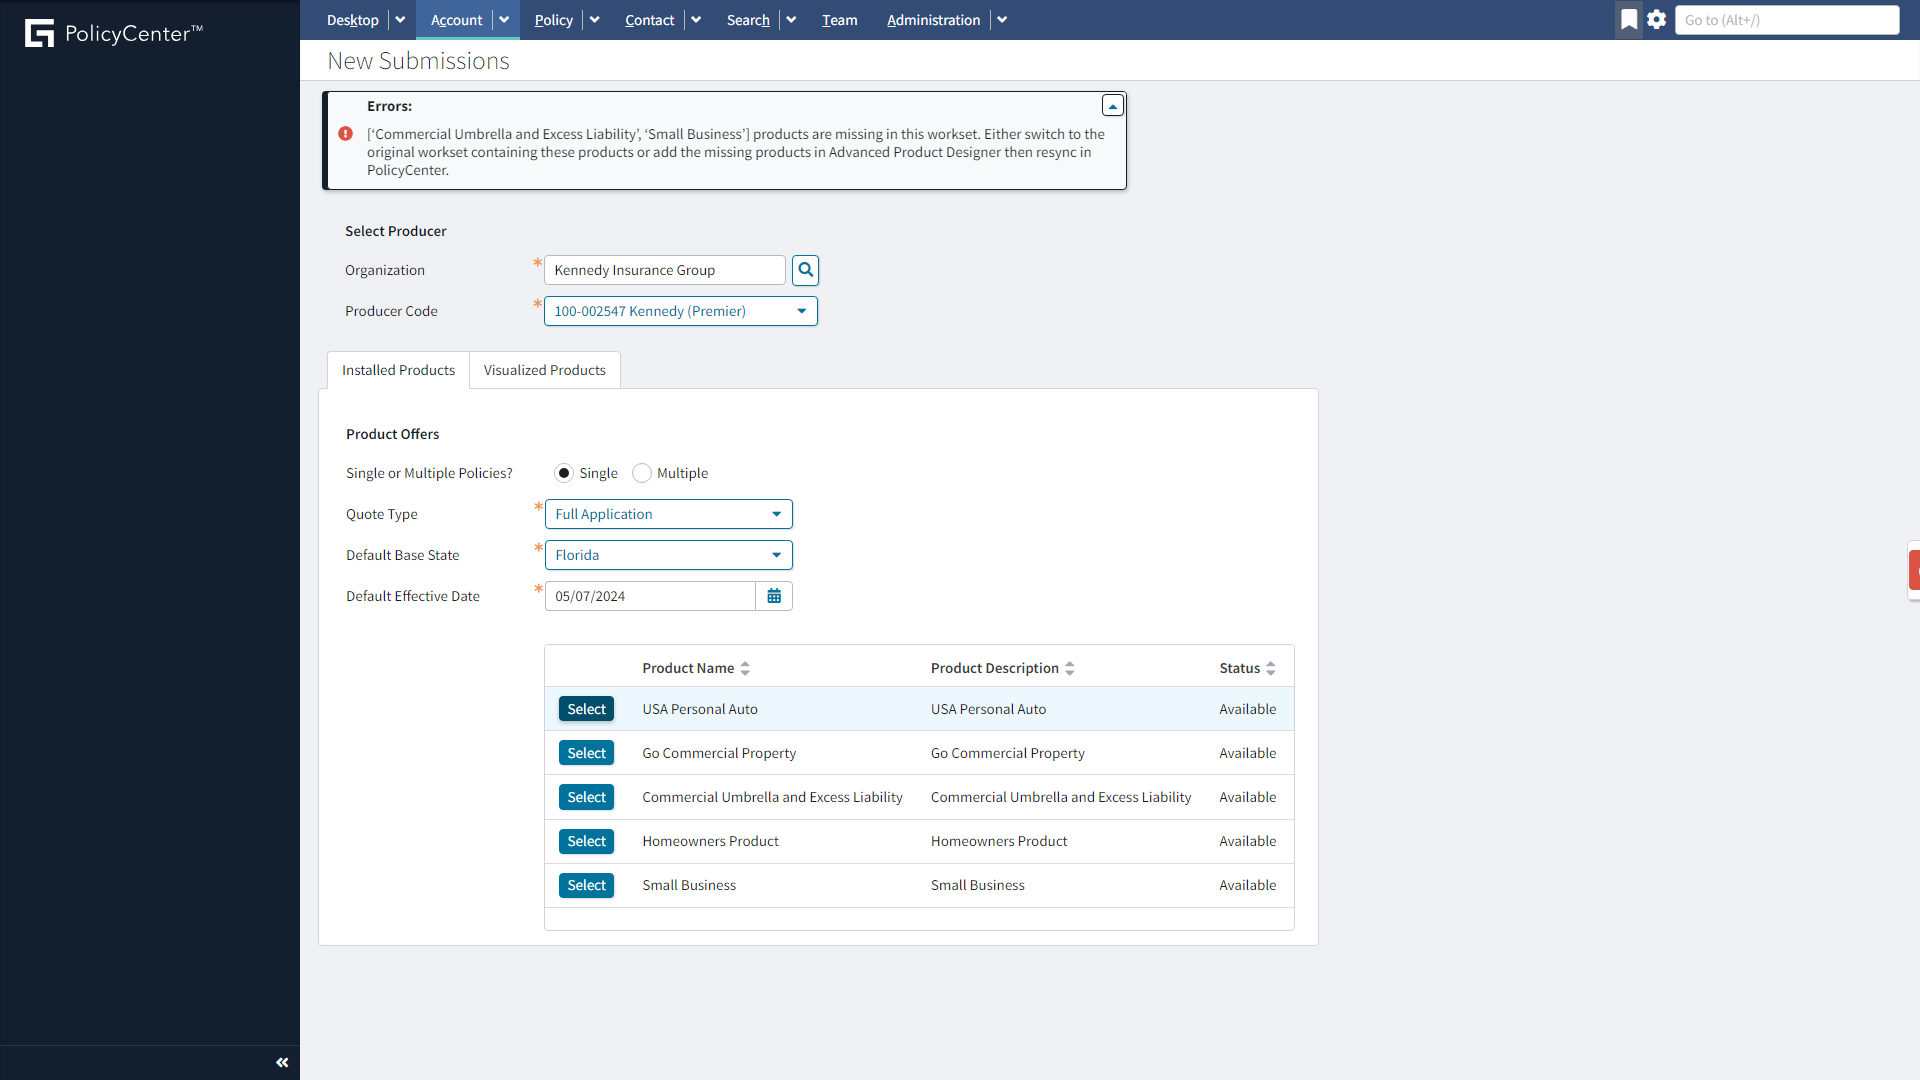 PolicyCenter™
Desktop Account Policy Contact Search Team Administration Go to (Alt+/)
New Submissions
Errors:
[‘Commercial Umbrella and Excess Liability’, ‘Small Business’] products are missing in this workset. Either switch to the
original workset containing these products or add the missing products in Advanced Product Designer then resync in
PolicyCenter.
Select Producer
Organization * Kennedy Insurance Group
Producer Code * 100-002547 Kennedy (Premier)
Installed Products Visualized Products
Product Offers
Single or Multiple Policies? Single Multiple
Quote Type * Full Application
Default Base State * Florida
Default Effective Date * 05/07/2024
Product Name Product Description Status
Select USA Personal Auto USA Personal Auto Available
Select Go Commercial Property Go Commercial Property Available
Select Commercial Umbrella and Excess Liability Commercial Umbrella and Excess Liability Available
Select Homeowners Product Homeowners Product Available
Select Small Business Small Business Available